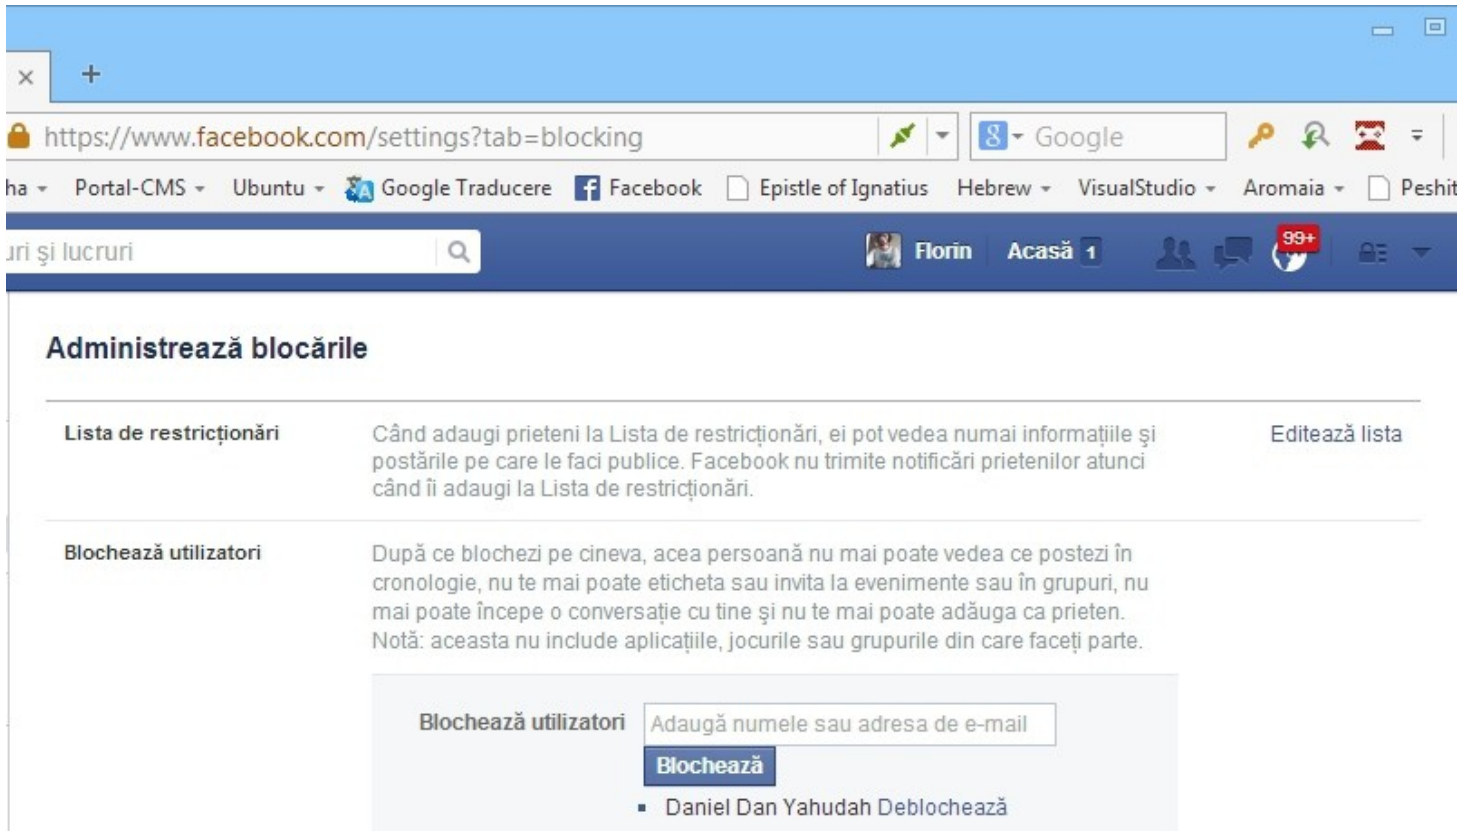 https://www.facebook.com/settings?tab=blocking
8 Google
ha Portal-CMS Ubuntu Google Traducere Facebook Epistle of Ignatius Hebrew VisualStudio Aromaia Peshit
uri şi lucruri Florin Acasă 1 99+
Administrează blocările
Lista de restricționări
Când adaugi prieteni la Lista de restricționări, ei pot vedea numai informațiile şi
postările pe care le faci publice. Facebook nu trimite notificări prietenilor atunci
când îi adaugi la Lista de restricționări.
Editează lista
Blochează utilizatori
După ce blochezi pe cineva, acea persoană nu mai poate vedea ce postezi în
cronologie, nu te mai poate eticheta sau invita la evenimente sau în grupuri, nu
mai poate începe o conversație cu tine şi nu te mai poate adăuga ca prieten.
Notă: aceasta nu include aplicațiile, jocurile sau grupurile din care faceți parte.
Blochează utilizatori Adaugă numele sau adresa de e-mail
Blochează
Daniel Dan Yahudah Deblochează